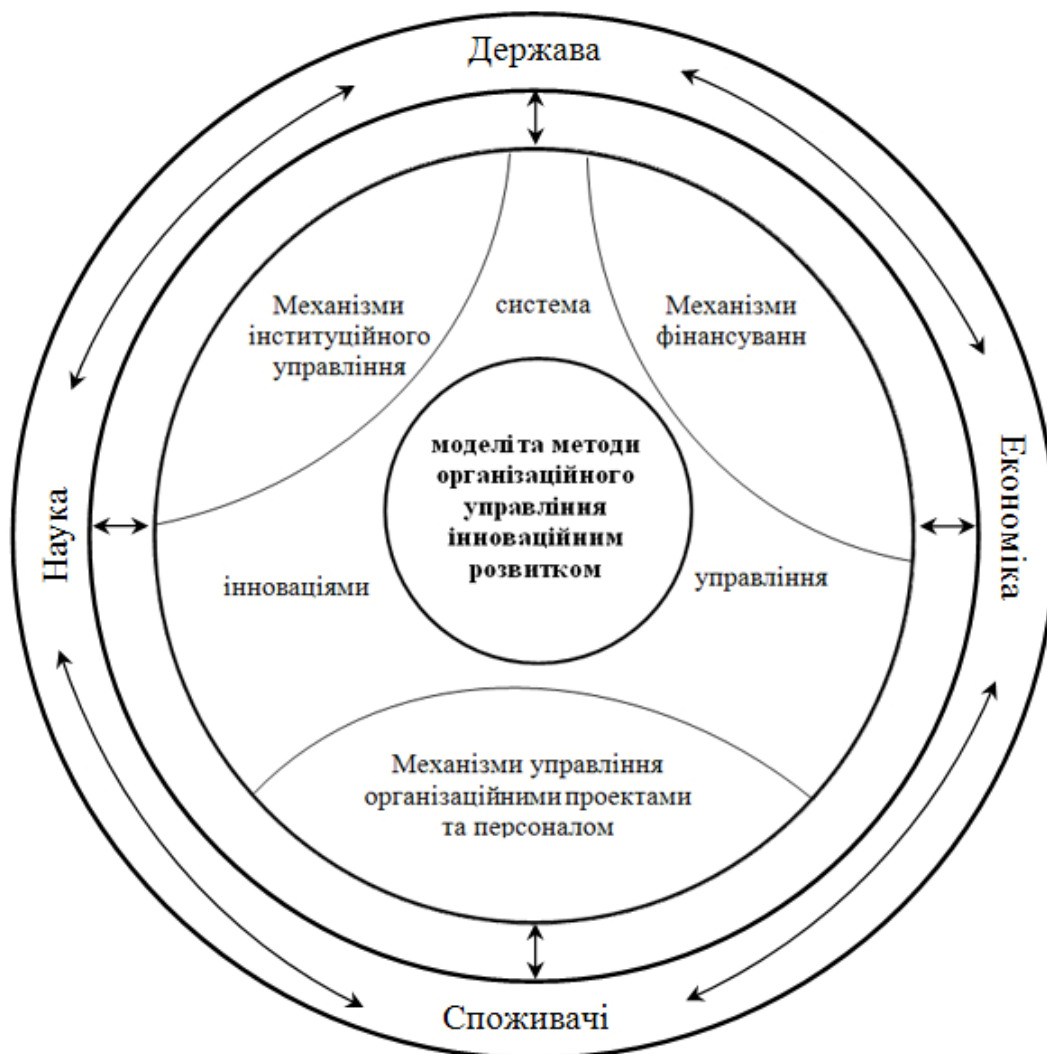 Держава
Механізми
інституційного
управління
система
Механізми
фінансуванн
моделі та методи
організаційного
управління
інноваційним
розвитком
Наука
Економіка
інноваціями
управління
Механізми управління
організаційними проектами
та персоналом
Споживачі